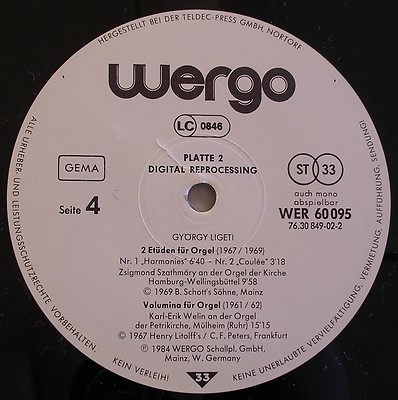 HERGESTELLT BEI DER TELDEC-PRESS GMBH, NORTORF
wergo
LC 0846
PLATTE 2
DIGITAL REPROCESSING
GEMA
ST 33
auch mono
abspielbar
Seite 4
WER 60095
76.30 849-02-2
GYÖRGY LIGETI
2 Etüden für Orgel (1967 / 1969)
Nr. 1 „Harmonies" 6'40 – Nr. 2 „Coulée" 3'18
Zsigmond Szathmáry an der Orgel der Kirche
Hamburg-Wellingsbüttel 9'58
© 1969 B. Schott's Söhne, Mainz
Volumina für Orgel (1961 / 62)
Karl-Erik Welin an der Orgel
der Petrikirche, Mülheim (Ruhr) 15'15
© 1967 Henry Litolff's / C. F. Peters, Frankfurt
℗ 1984 WERGO Schallpl. GmbH,
Mainz, W. Germany
33
ALLE URHEBER- UND LEISTUNGSSCHUTZRECHTE VORBEHALTEN.
KEIN VERLEIH!
KEINE UNERLAUBTE VERVIELFÄLTIGUNG, VERMIETUNG, AUFFÜHRUNG, SENDUNG!